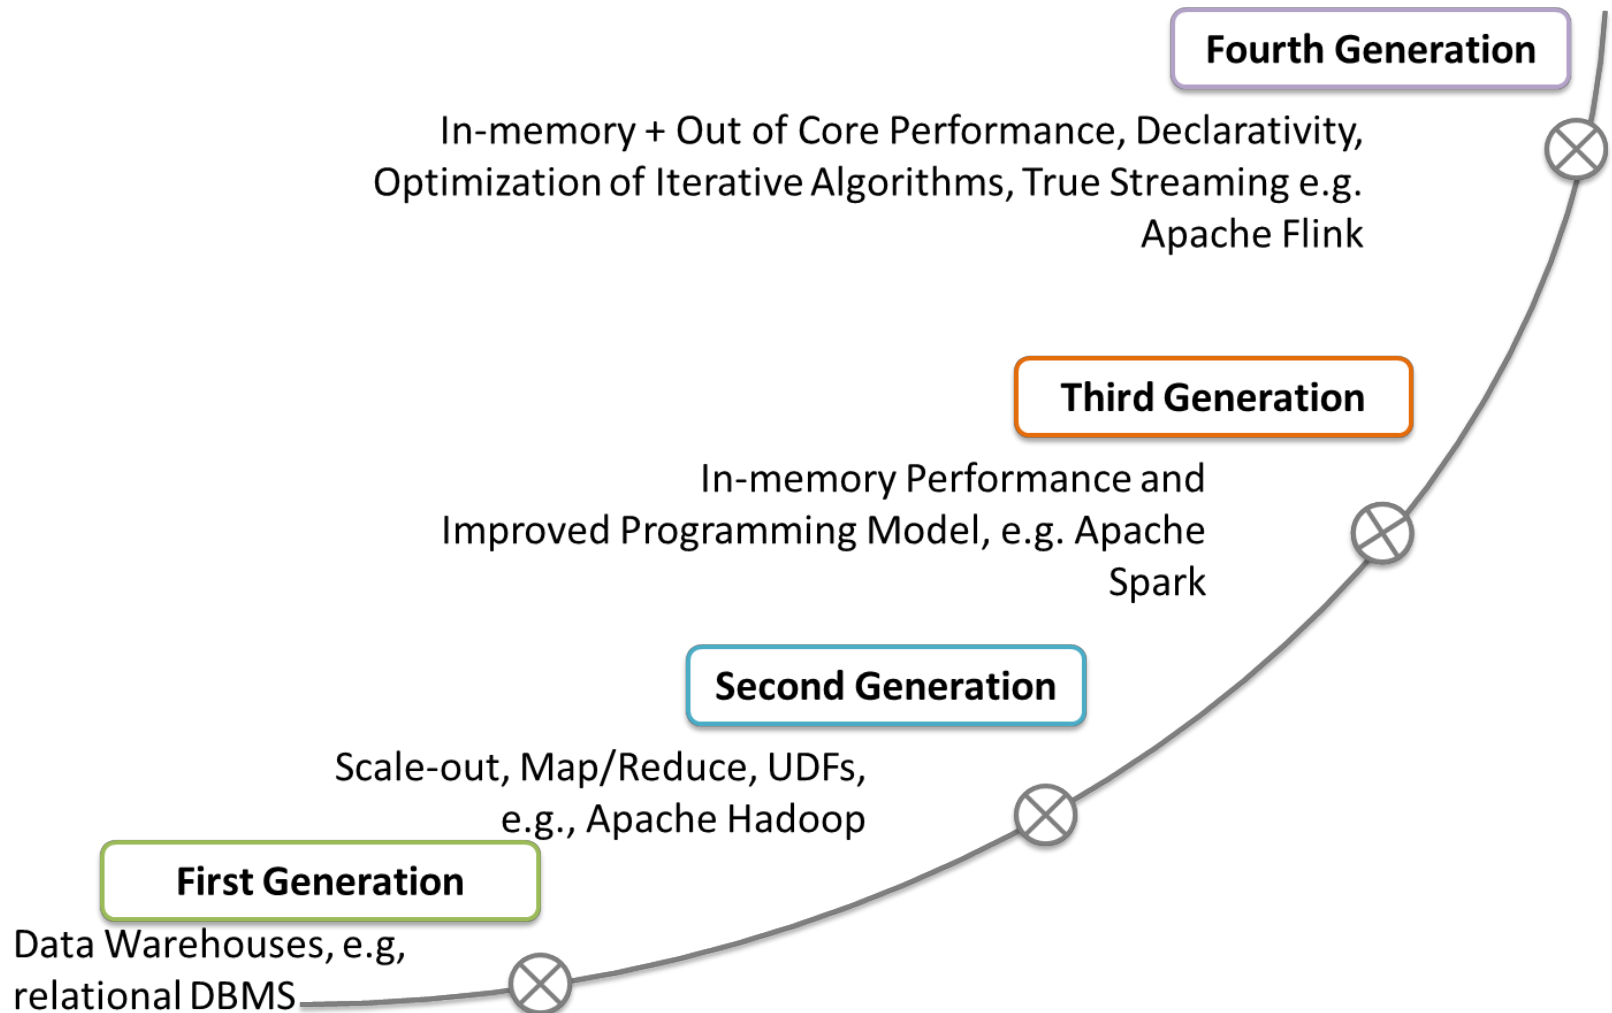 Fourth Generation
In-memory + Out of Core Performance, Declarativity,
Optimization of Iterative Algorithms, True Streaming e.g.
Apache Flink
Third Generation
In-memory Performance and
Improved Programming Model, e.g. Apache
Spark
Second Generation
Scale-out, Map/Reduce, UDFs,
e.g., Apache Hadoop
First Generation
Data Warehouses, e.g,
relational DBMS